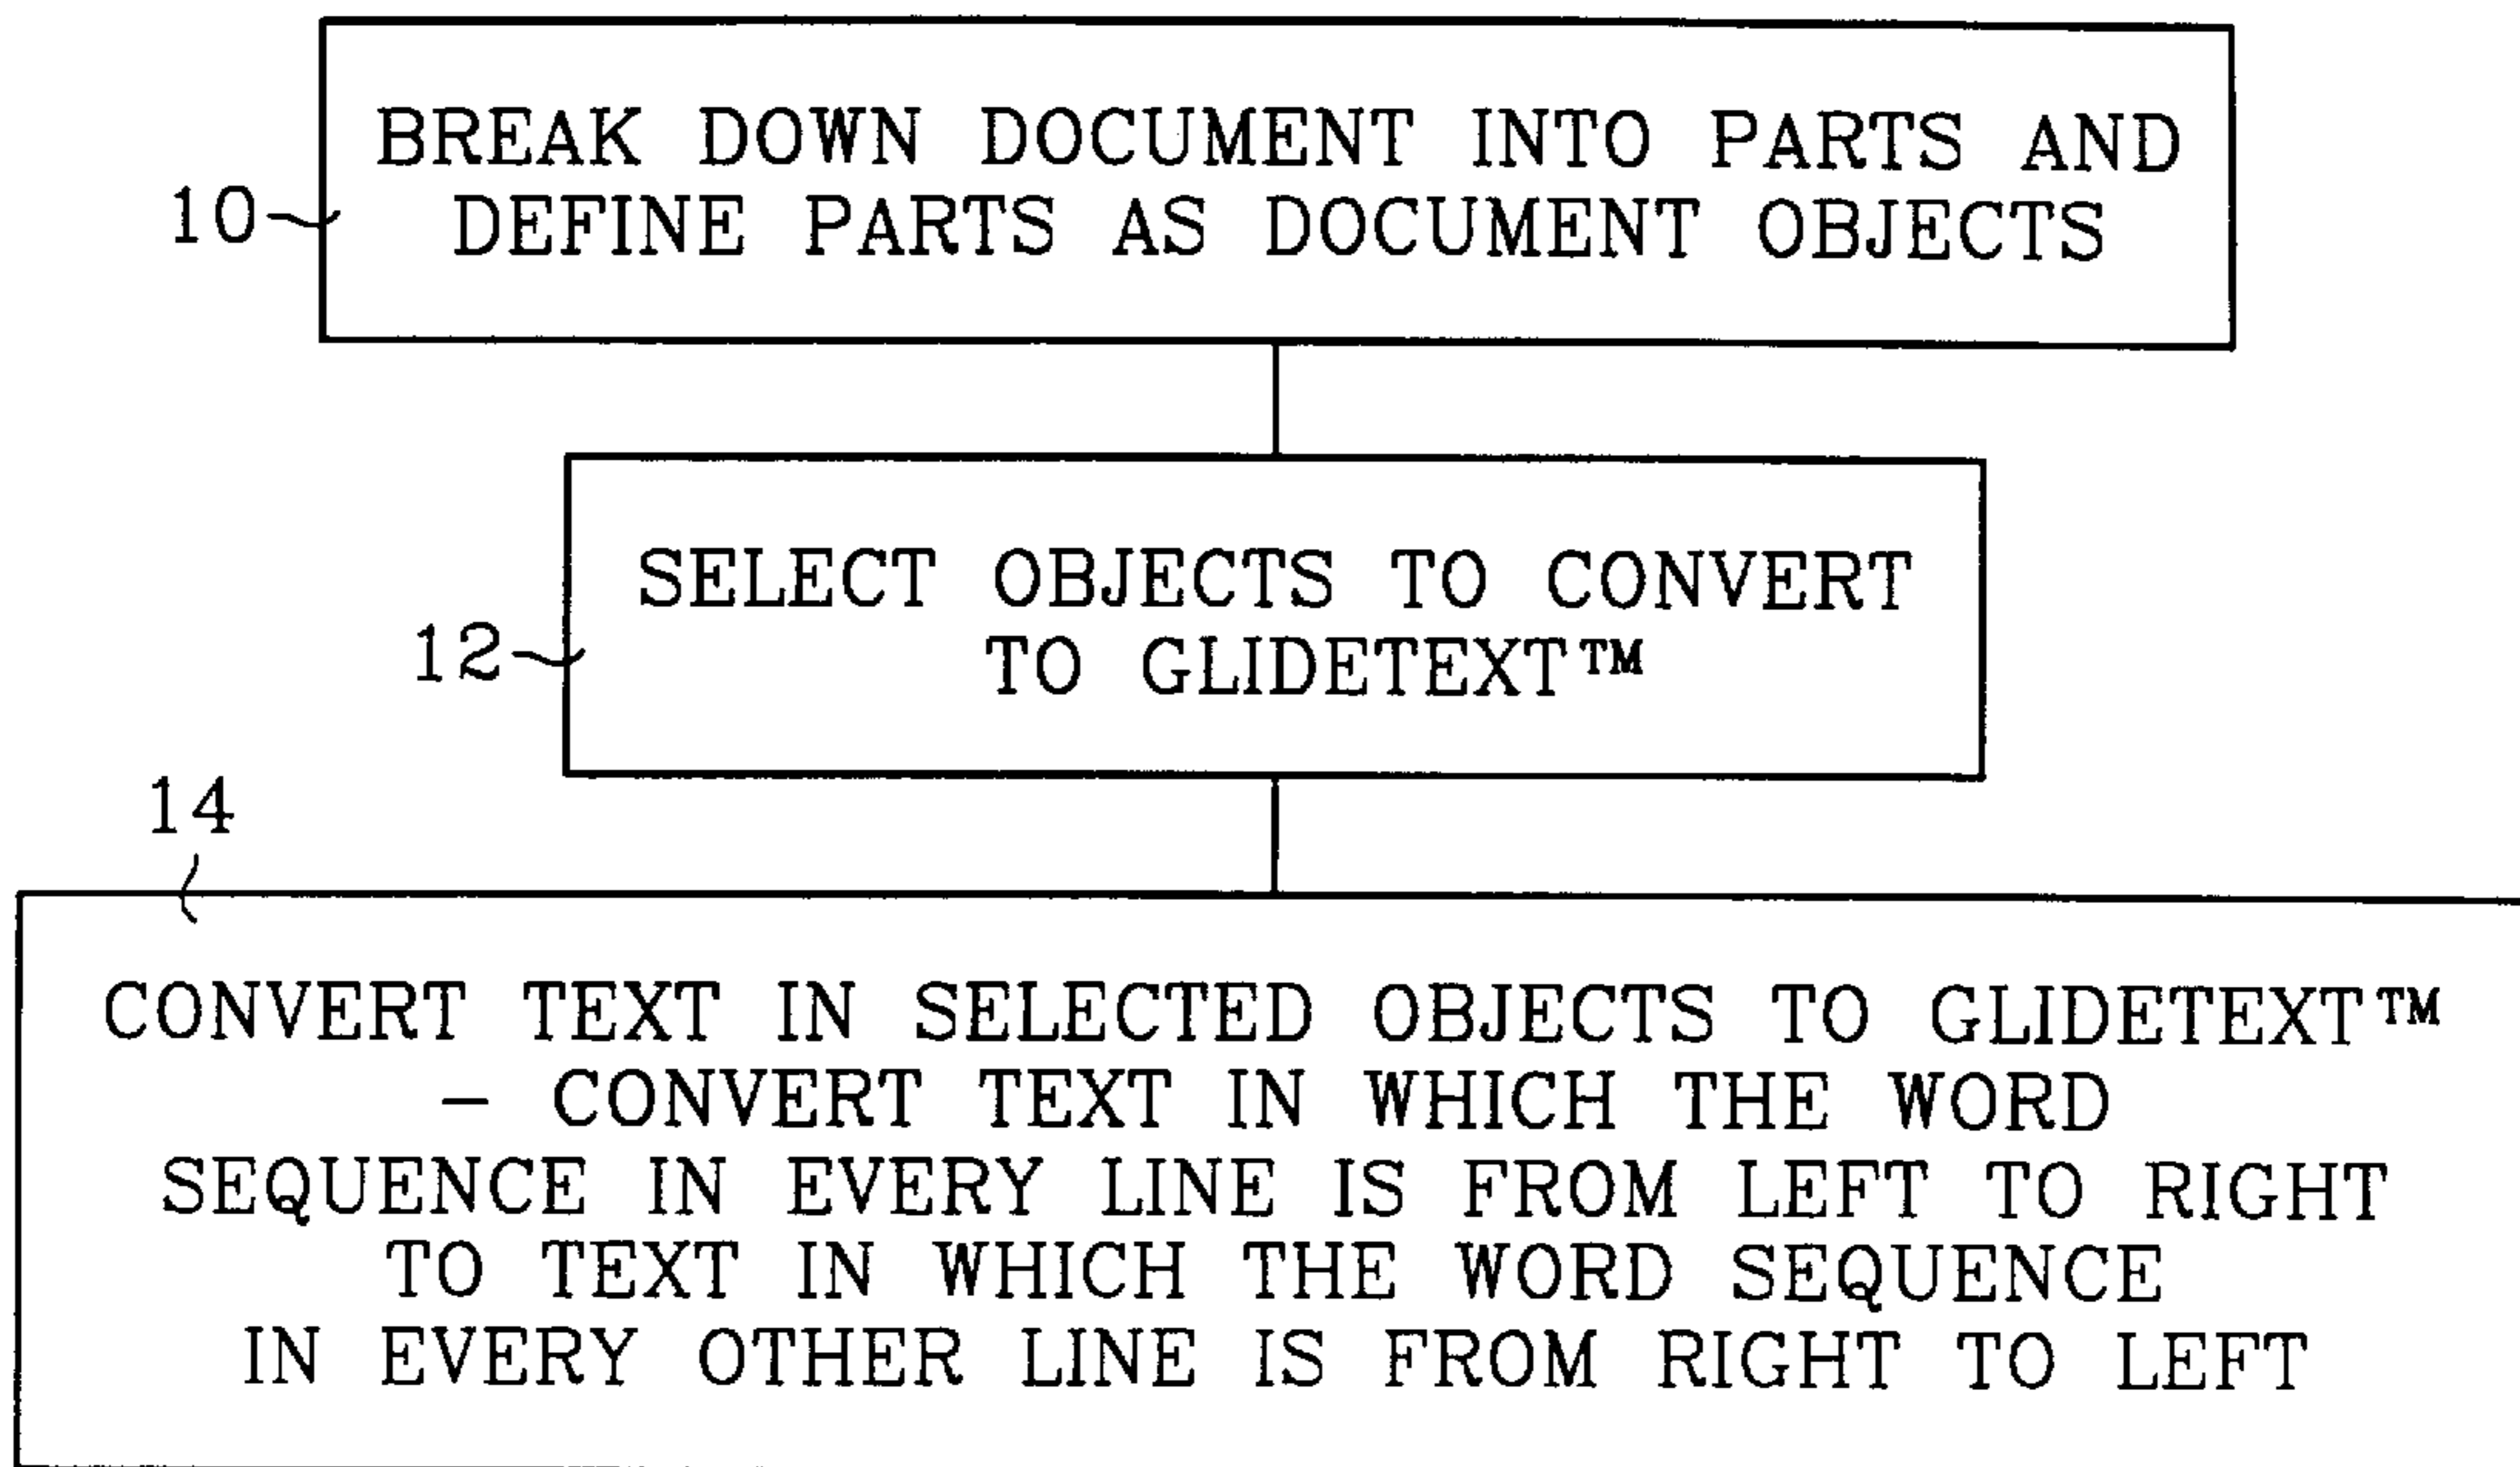 BREAK DOWN DOCUMENT INTO PARTS AND
10 DEFINE PARTS AS DOCUMENT OBJECTS
SELECT OBJECTS TO CONVERT
12 TO GLIDETEXT™
14
CONVERT TEXT IN SELECTED OBJECTS TO GLIDETEXT™
– CONVERT TEXT IN WHICH THE WORD
SEQUENCE IN EVERY LINE IS FROM LEFT TO RIGHT
TO TEXT IN WHICH THE WORD SEQUENCE
IN EVERY OTHER LINE IS FROM RIGHT TO LEFT